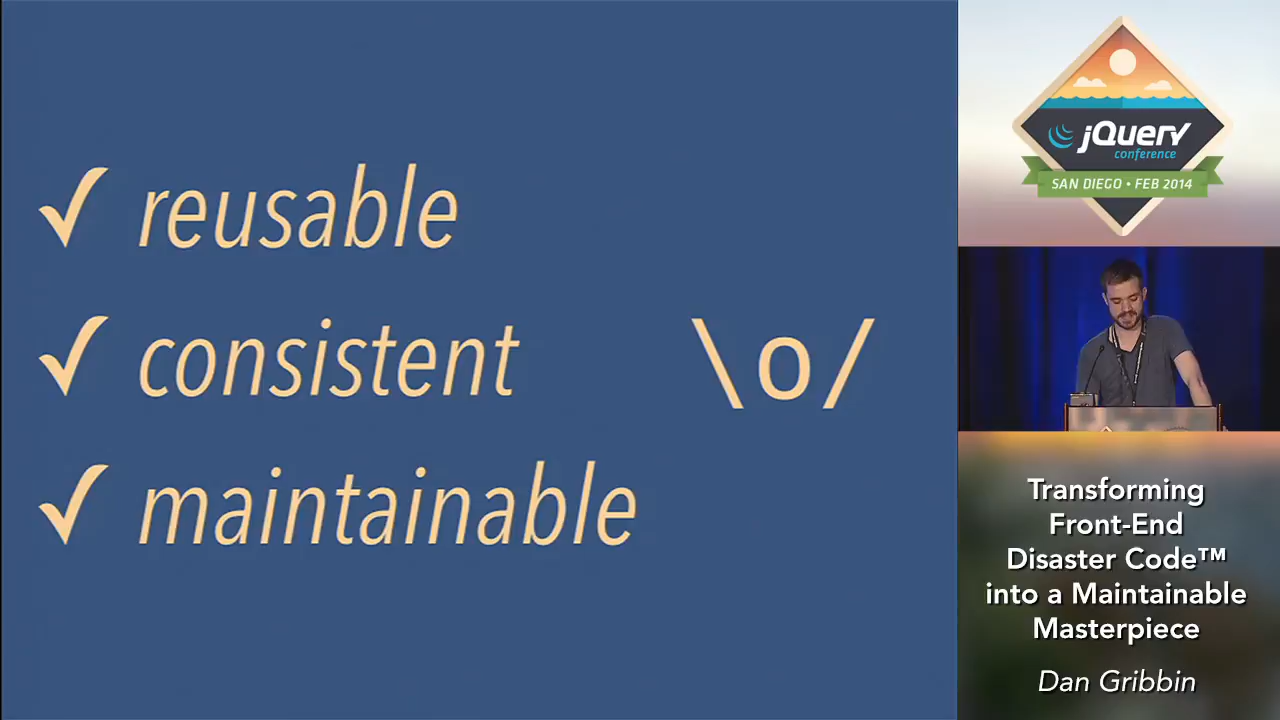 ✓ reusable
✓ consistent
\o/
✓ maintainable
jQuery
conference
SAN DIEGO • FEB 2014
Transforming
Front-End
Disaster Code™
into a Maintainable
Masterpiece
Dan Gribbin